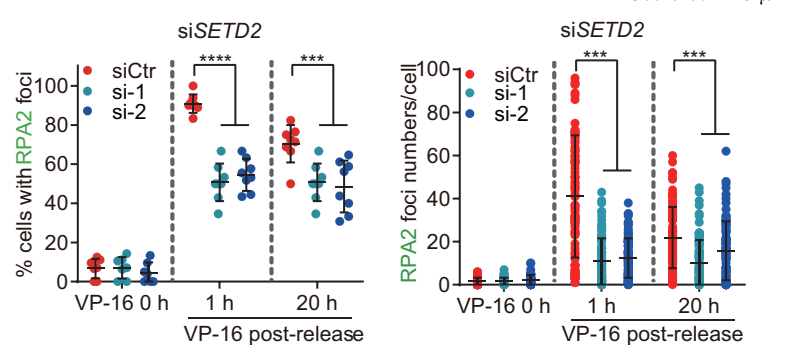 siSETD2
% cells with RPA2 foci
100
80
60
40
20
0
siCtr
si-1
si-2
****
***
VP-16 0 h
1 h
20 h
VP-16 post-release
siSETD2
RPA2 foci numbers/cell
100
80
60
40
20
0
siCtr
si-1
si-2
***
***
VP-16 0 h
1 h
20 h
VP-16 post-release